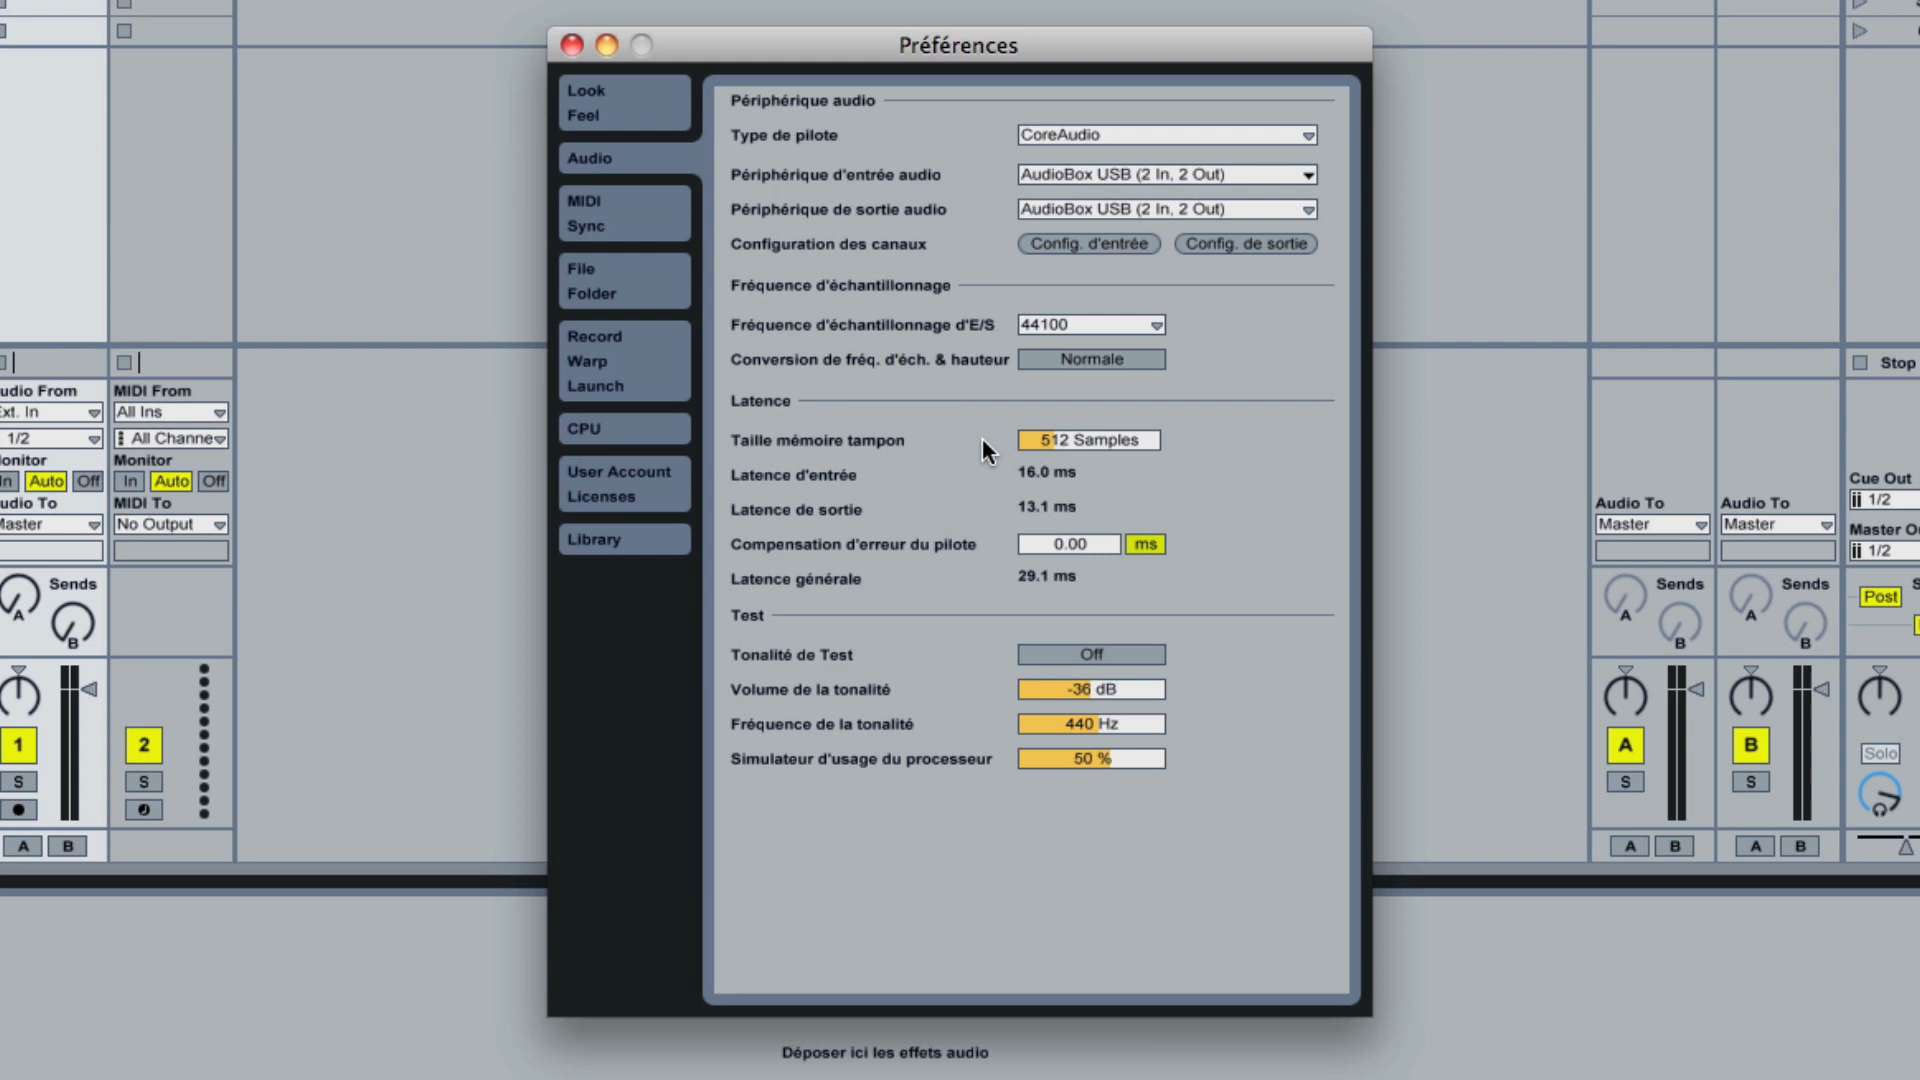 Préférences
Look
Feel
Audio
MIDI
Sync
File
Folder
Record
Warp
Launch
CPU
User Account
Licenses
Library
Périphérique audio
Type de pilote CoreAudio
Périphérique d'entrée audio AudioBox USB (2 In, 2 Out)
Périphérique de sortie audio AudioBox USB (2 In, 2 Out)
Configuration des canaux Config. d'entrée Config. de sortie
Fréquence d'échantillonnage
Fréquence d'échantillonnage d'E/S 44100
Conversion de fréq. d'éch. & hauteur Normale
Latence
Taille mémoire tampon 512 Samples
Latence d'entrée 16.0 ms
Latence de sortie 13.1 ms
Compensation d'erreur du pilote 0.00 ms
Latence générale 29.1 ms
Test
Tonalité de Test Off
Volume de la tonalité -36 dB
Fréquence de la tonalité 440 Hz
Simulateur d'usage du processeur 50 %
udio From
Ext. In
1/2
onitor
In Auto Off
udio To
Master
Sends
A
B
1
S
A B
MIDI From
All Ins
All Channe
Monitor
In Auto Off
MIDI To
No Output
2
S
Audio To
Master
Sends
A
B
A
S
A B
Audio To
Master
Sends
A
B
B
S
A B
Stop
Cue Out
1/2
Master Ou
1/2
Post
Solo
Déposer ici les effets audio